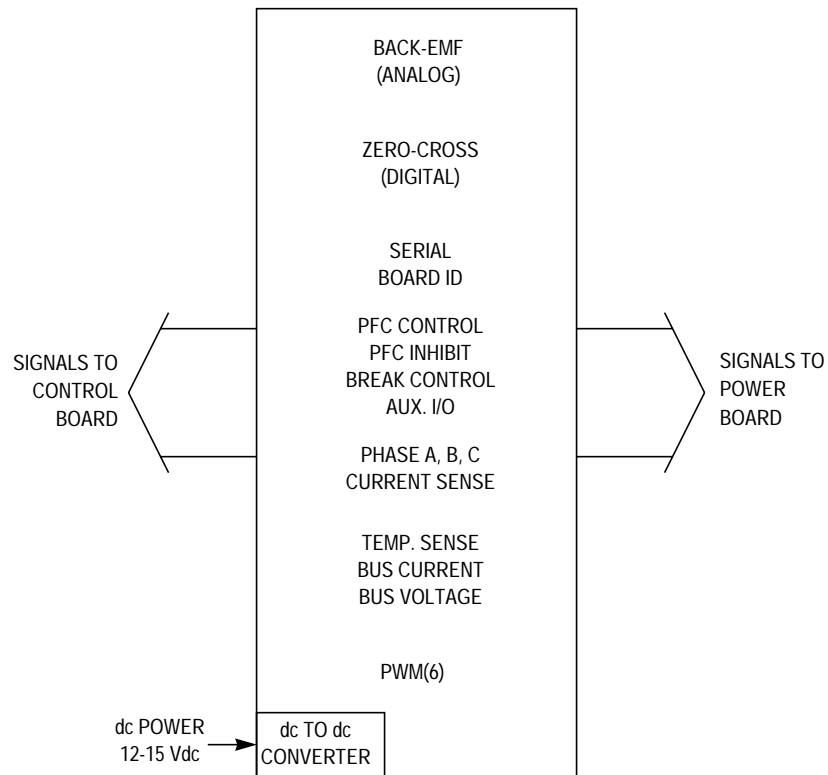 BACK-EMF
(ANALOG)
ZERO-CROSS
(DIGITAL)
SERIAL
BOARD ID
PFC CONTROL
PFC INHIBIT
BREAK CONTROL
AUX. I/O
PHASE A, B, C
CURRENT SENSE
TEMP. SENSE
BUS CURRENT
BUS VOLTAGE
PWM(6)
SIGNALS TO
CONTROL
BOARD
SIGNALS TO
POWER
BOARD
dc POWER
12-15 Vdc
dc TO dc
CONVERTER